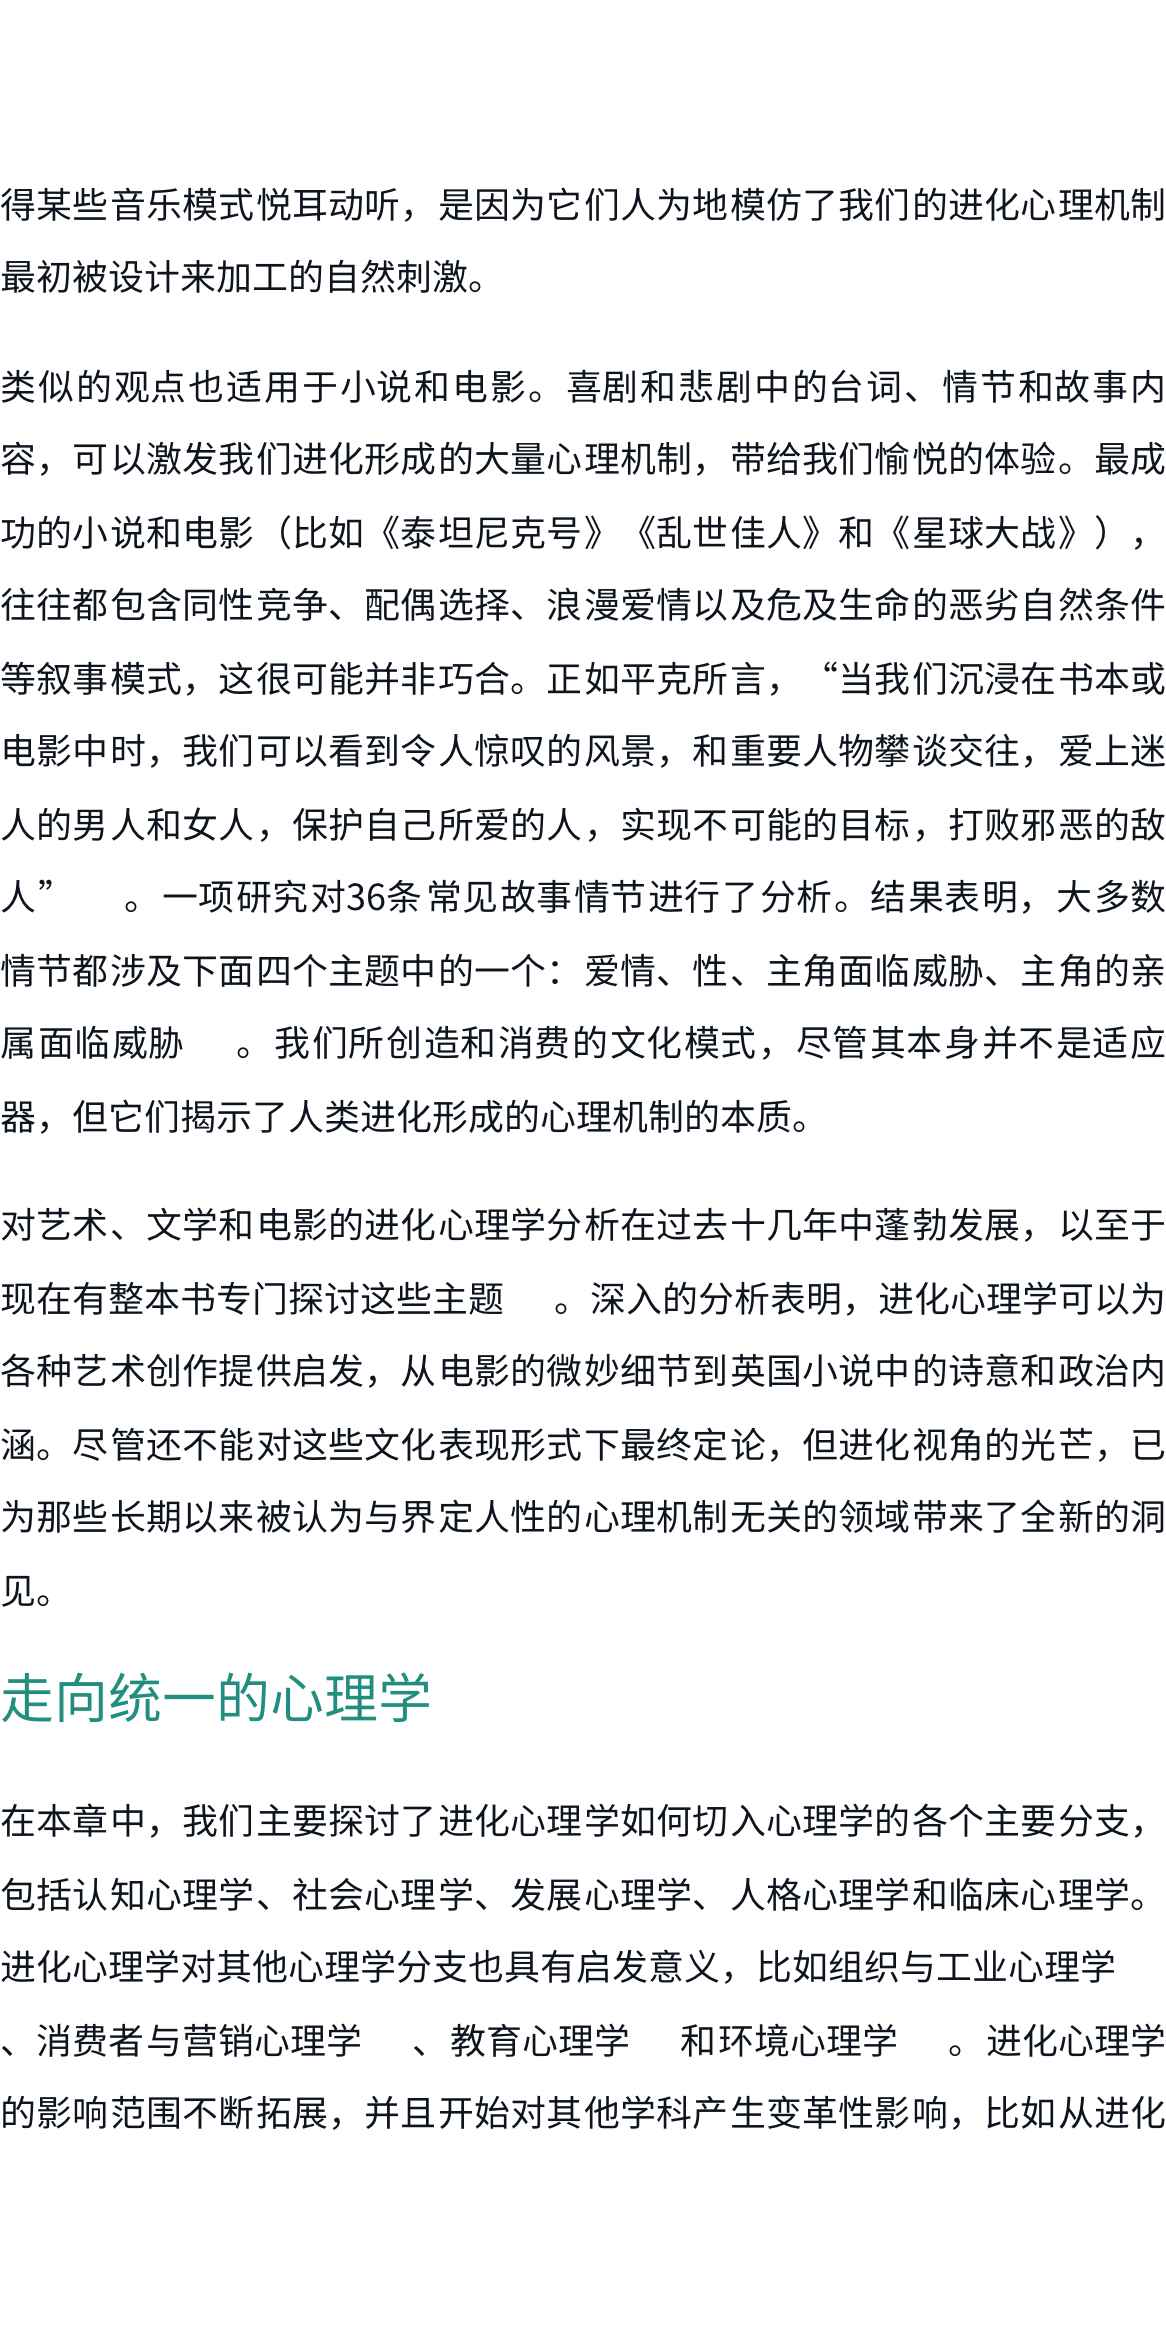 得某些音乐模式悦耳动听，是因为它们人为地模仿了我们的进化心理机制
最初被设计来加工的自然刺激。
类似的观点也适用于小说和电影。喜剧和悲剧中的台词、情节和故事内
容，可以激发我们进化形成的大量心理机制，带给我们愉悦的体验。最成
功的小说和电影（比如《泰坦尼克号》《乱世佳人》和《星球大战》），
往往都包含同性竞争、配偶选择、浪漫爱情以及危及生命的恶劣自然条件
等叙事模式，这很可能并非巧合。正如平克所言，“当我们沉浸在书本或
电影中时，我们可以看到令人惊叹的风景，和重要人物攀谈交往，爱上迷
人的男人和女人，保护自己所爱的人，实现不可能的目标，打败邪恶的敌
人” 。一项研究对36条常见故事情节进行了分析。结果表明，大多数
情节都涉及下面四个主题中的一个：爱情、性、主角面临威胁、主角的亲
属面临威胁 。我们所创造和消费的文化模式，尽管其本身并不是适应
器，但它们揭示了人类进化形成的心理机制的本质。
对艺术、文学和电影的进化心理学分析在过去十几年中蓬勃发展，以至于
现在有整本书专门探讨这些主题 。深入的分析表明，进化心理学可以为
各种艺术创作提供启发，从电影的微妙细节到英国小说中的诗意和政治内
涵。尽管还不能对这些文化表现形式下最终定论，但进化视角的光芒，已
为那些长期以来被认为与界定人性的心理机制无关的领域带来了全新的洞
见。
走向统一的心理学
在本章中，我们主要探讨了进化心理学如何切入心理学的各个主要分支，
包括认知心理学、社会心理学、发展心理学、人格心理学和临床心理学。
进化心理学对其他心理学分支也具有启发意义，比如组织与工业心理学
、消费者与营销心理学 、教育心理学 和环境心理学 。进化心理学
的影响范围不断拓展，并且开始对其他学科产生变革性影响，比如从进化